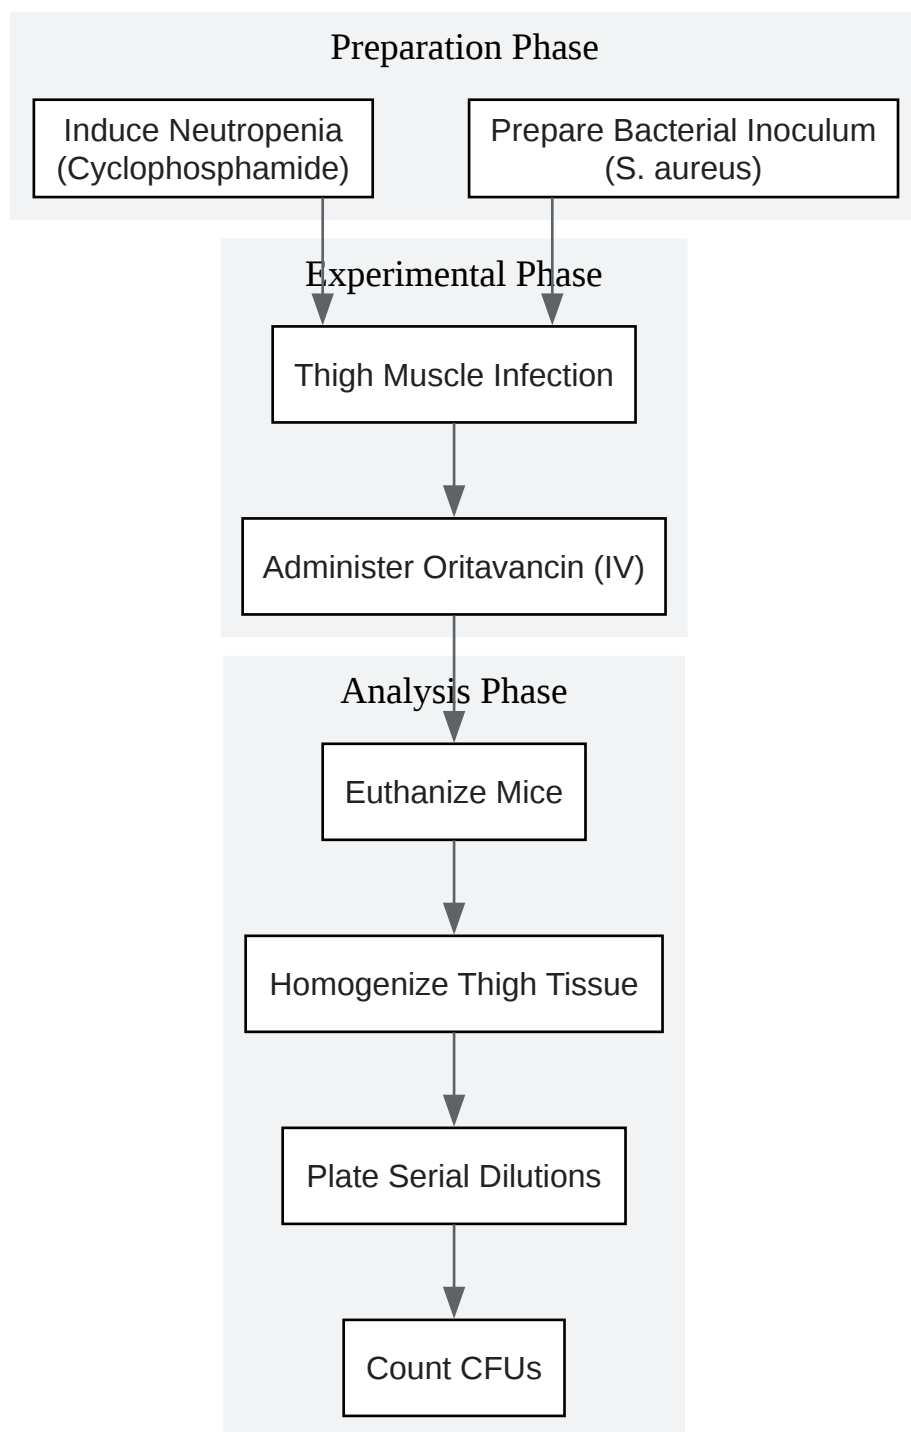 Preparation Phase
Induce Neutropenia
(Cyclophosphamide)
Prepare Bacterial Inoculum
(S. aureus)
Experimental Phase
Thigh Muscle Infection
Administer Oritavancin (IV)
Analysis Phase
Euthanize Mice
Homogenize Thigh Tissue
Plate Serial Dilutions
Count CFUs